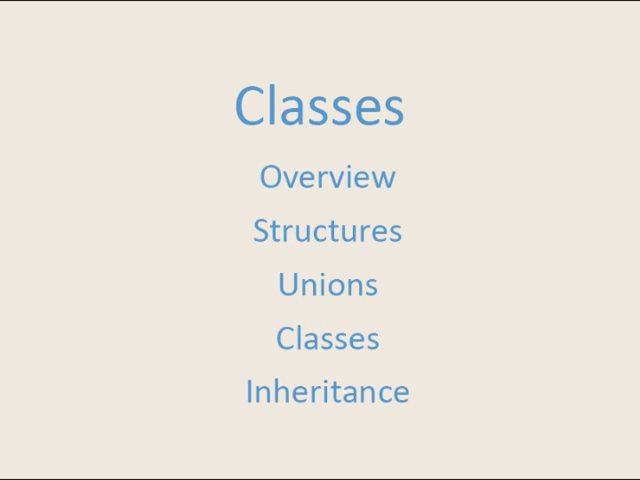 Classes
Overview
Structures
Unions
Classes
Inheritance